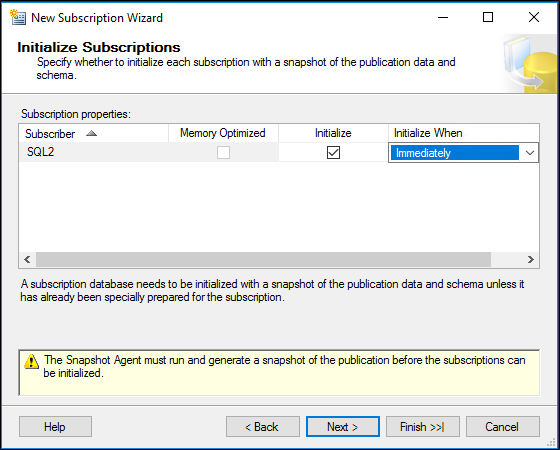 New Subscription Wizard
Initialize Subscriptions
Specify whether to initialize each subscription with a snapshot of the publication data and
schema.
Subscription properties:
Subscriber Memory Optimized Initialize Initialize When
SQL2 Immediately
A subscription database needs to be initialized with a snapshot of the publication data and schema unless it
has already been specially prepared for the subscription.
The Snapshot Agent must run and generate a snapshot of the publication before the subscriptions can
be initialized.
Help < Back Next > Finish >>| Cancel